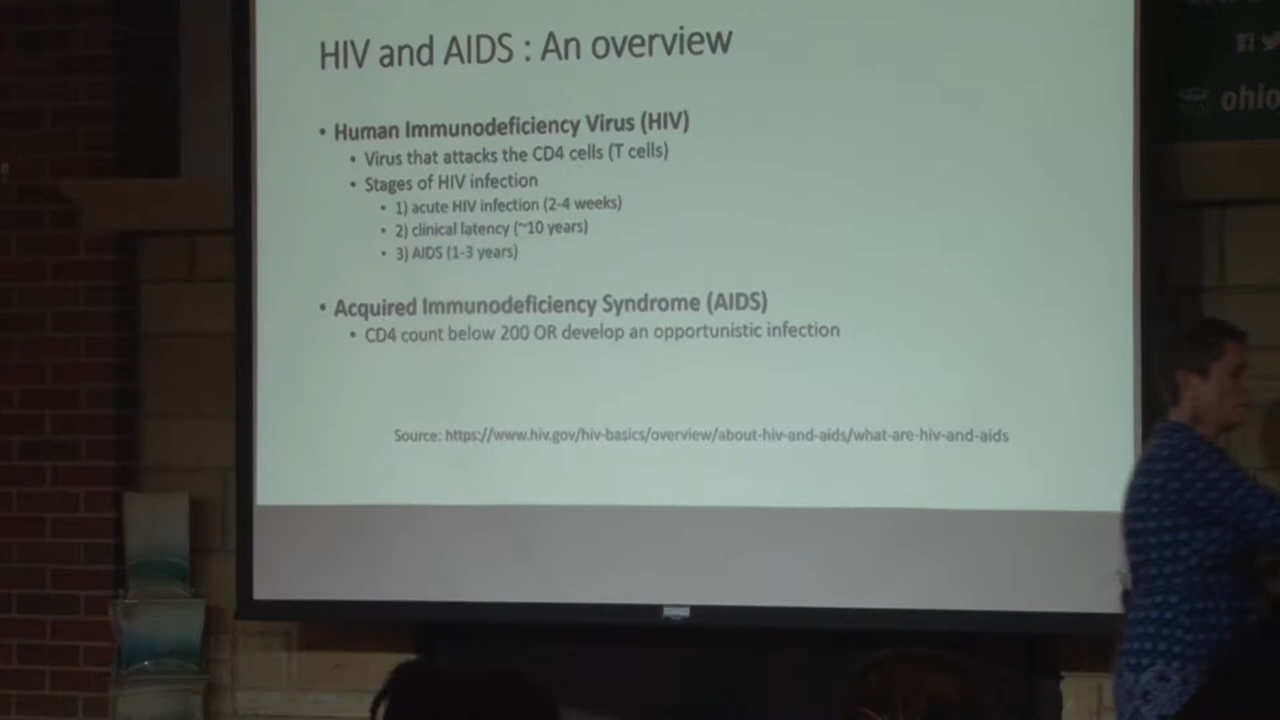 HIV and AIDS : An overview
• Human Immunodeficiency Virus (HIV)
• Virus that attacks the CD4 cells (T cells)
• Stages of HIV infection
• 1) acute HIV infection (2-4 weeks)
• 2) clinical latency (~10 years)
• 3) AIDS (1-3 years)
• Acquired Immunodeficiency Syndrome (AIDS)
• CD4 count below 200 OR develop an opportunistic infection
Source: https://www.hiv.gov/hiv-basics/overview/about-hiv-and-aids/what-are-hiv-and-aids
ohio